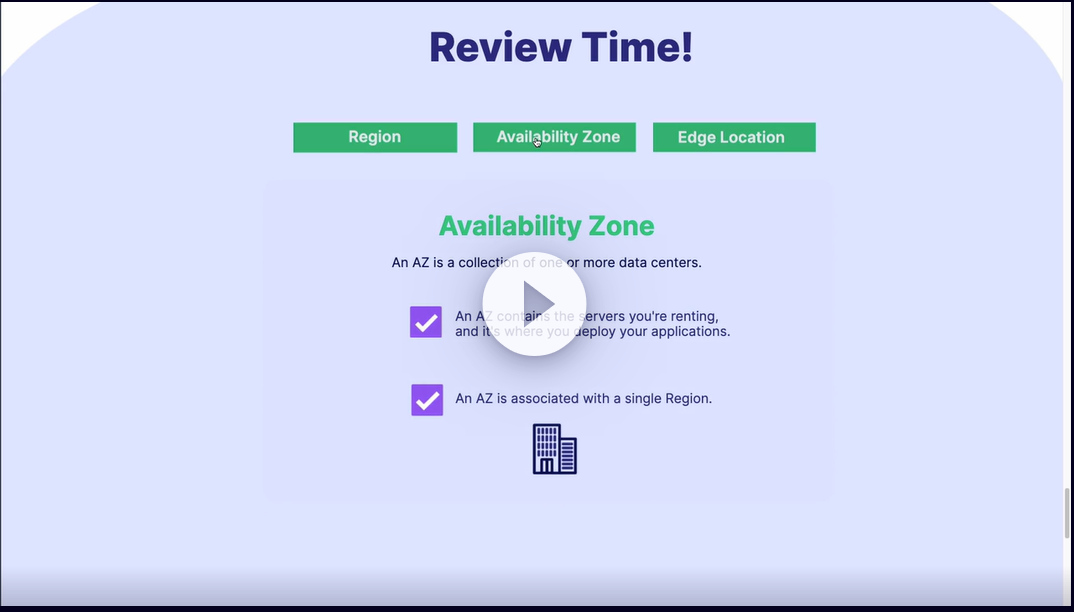 Review Time!
Region
Availability Zone
Edge Location
Availability Zone
An AZ is a collection of one or more data centers.
An AZ contains the servers you're renting,
and it's where you deploy your applications.
An AZ is associated with a single Region.